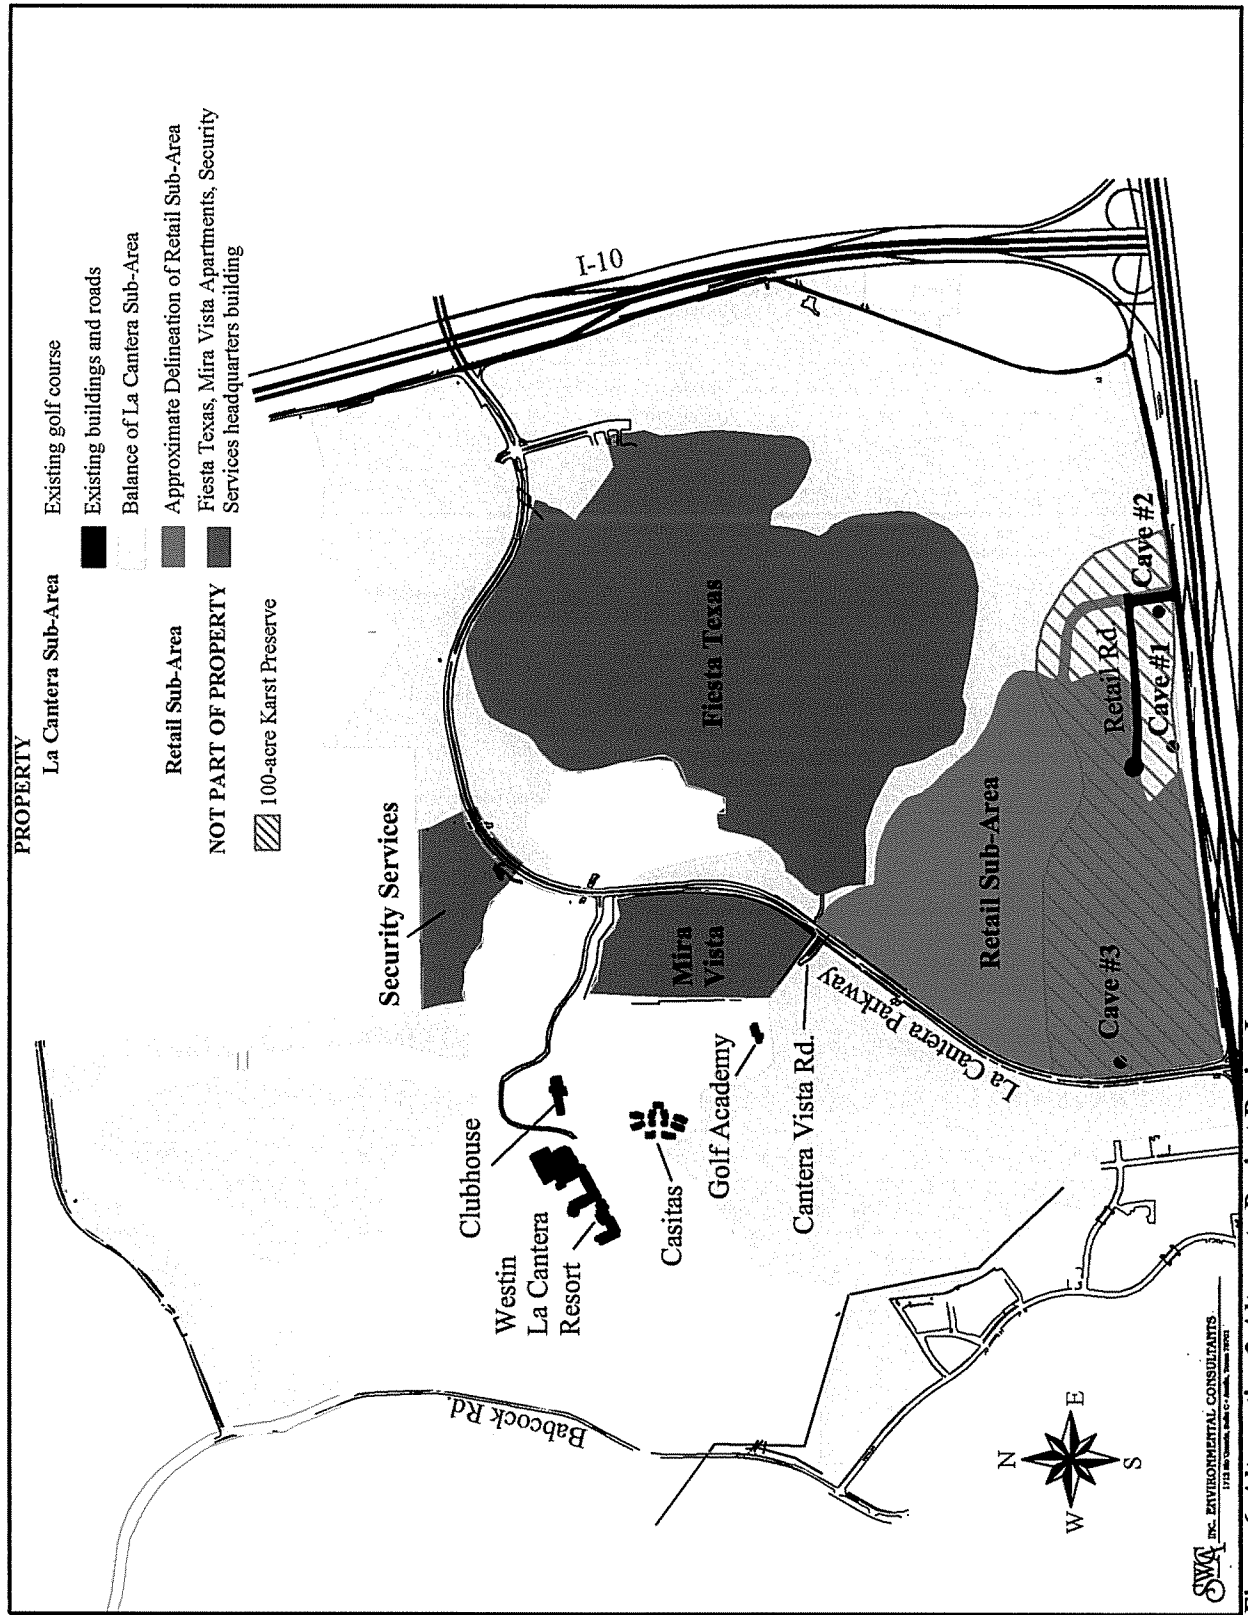 PROPERTY
La Cantera Sub-Area
Existing golf course
Existing buildings and roads
Balance of La Cantera Sub-Area
Retail Sub-Area
Approximate Delineation of Retail Sub-Area
NOT PART OF PROPERTY
Fiesta Texas, Mira Vista Apartments, Security
Services headquarters building
100-acre Karst Preserve
I-10
Security Services
Fiesta Texas
Mira
Vista
Clubhouse
Westin
La Cantera
Resort
Casitas
Golf Academy
Cantera Vista Rd.
La Cantera Parkway
Babcock Rd.
Retail Sub-Area
Retail Rd
Cave #1
Cave #2
Cave #3
N
W
E
S
SWCA INC. ENVIRONMENTAL CONSULTANTS